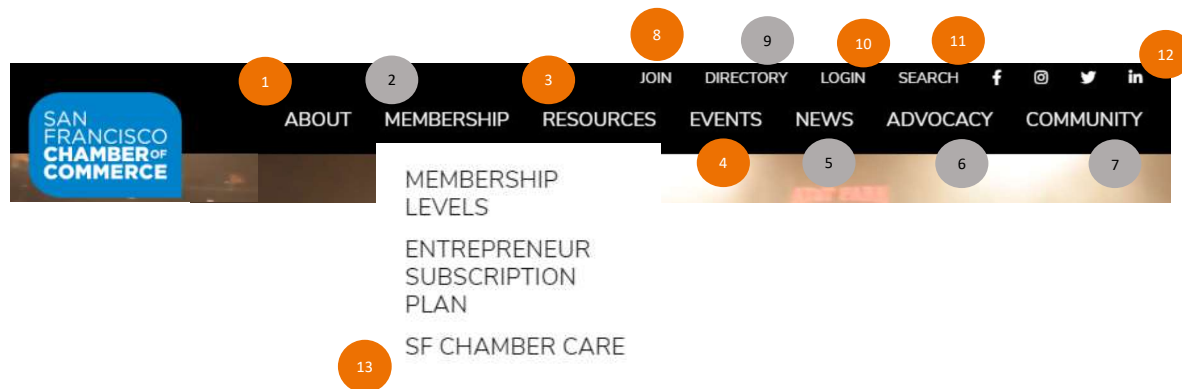 8
9
10
11
12
1
2
3
JOIN DIRECTORY LOGIN SEARCH f in
SAN
FRANCISCO
CHAMBER OF
COMMERCE
ABOUT MEMBERSHIP RESOURCES EVENTS NEWS ADVOCACY COMMUNITY
4
5
6
7
MEMBERSHIP
LEVELS
ENTREPRENEUR
SUBSCRIPTION
PLAN
SF CHAMBER CARE
13